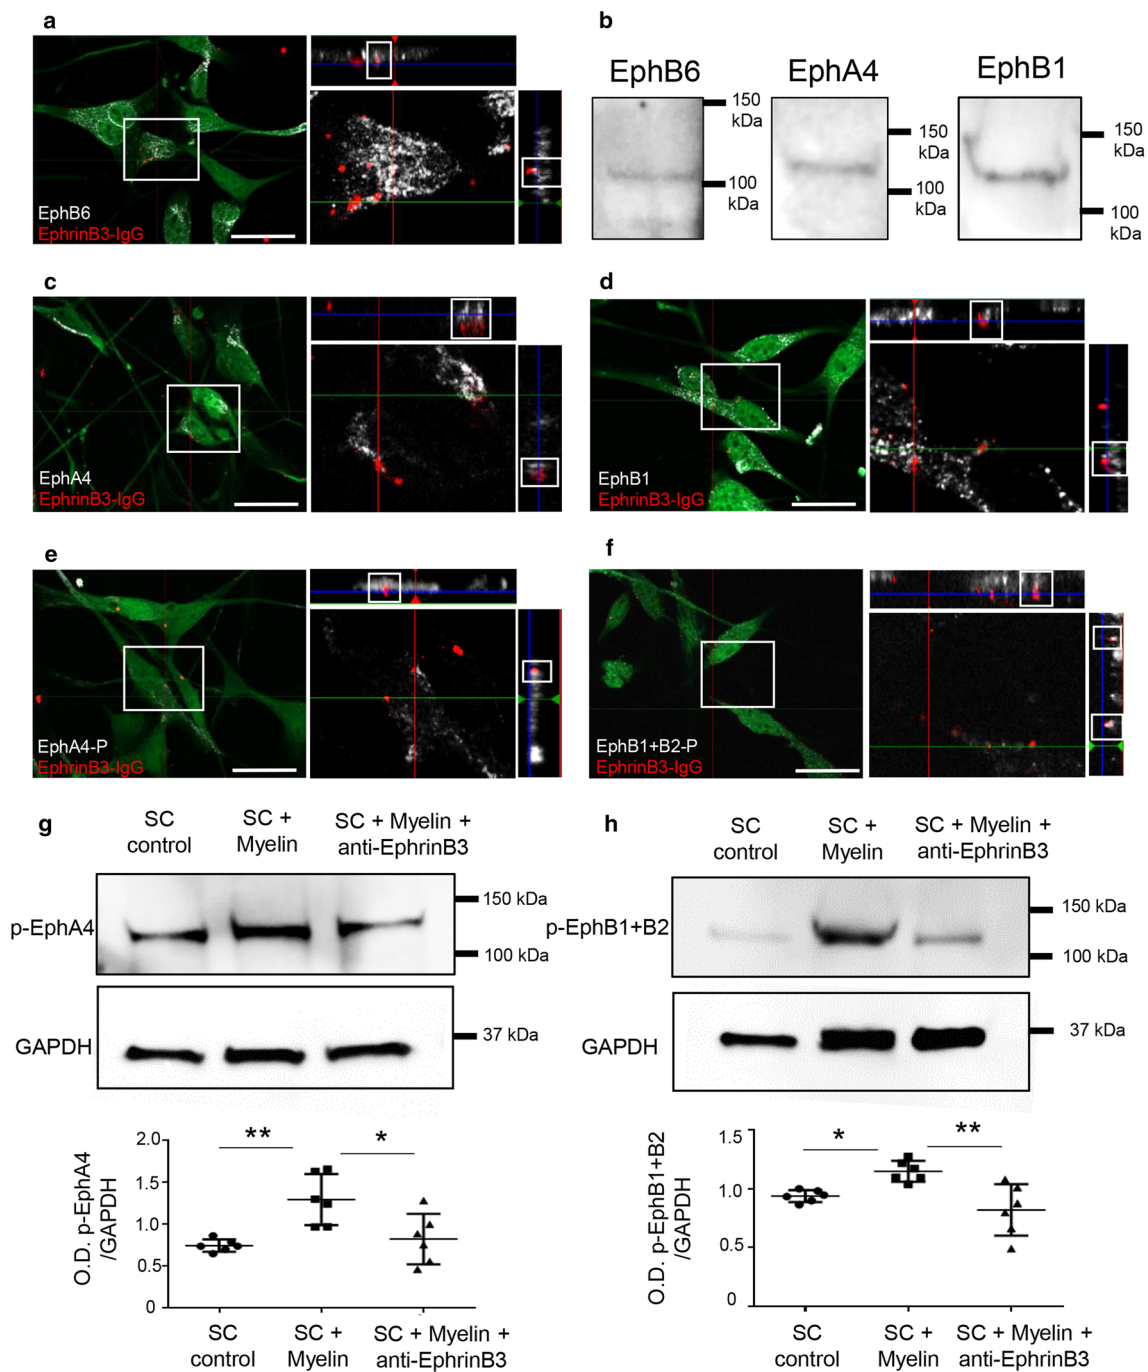 a
EphB6
EphrinB3-IgG
b
EphB6
EphA4
EphB1
150
kDa
100
kDa
150
kDa
100
kDa
150
kDa
100
kDa
c
EphA4
EphrinB3-IgG
d
EphB1
EphrinB3-IgG
e
EphA4-P
EphrinB3-IgG
f
EphB1+B2-P
EphrinB3-IgG
g
SC
control
SC +
Myelin
SC + Myelin +
anti-EphrinB3
p-EphA4
150 kDa
100 kDa
GAPDH
37 kDa
O.D. p-EphA4
/GAPDH
2.0
1.5
1.0
0.5
0
**
*
SC
control
SC +
Myelin
SC + Myelin +
anti-EphrinB3
h
SC
control
SC +
Myelin
SC + Myelin +
anti-EphrinB3
p-EphB1+B2
150 kDa
100 kDa
GAPDH
37 kDa
O.D. p-EphB1+B2
/GAPDH
1.5
1.0
0.5
0
*
**
SC
control
SC +
Myelin
SC + Myelin +
anti-EphrinB3